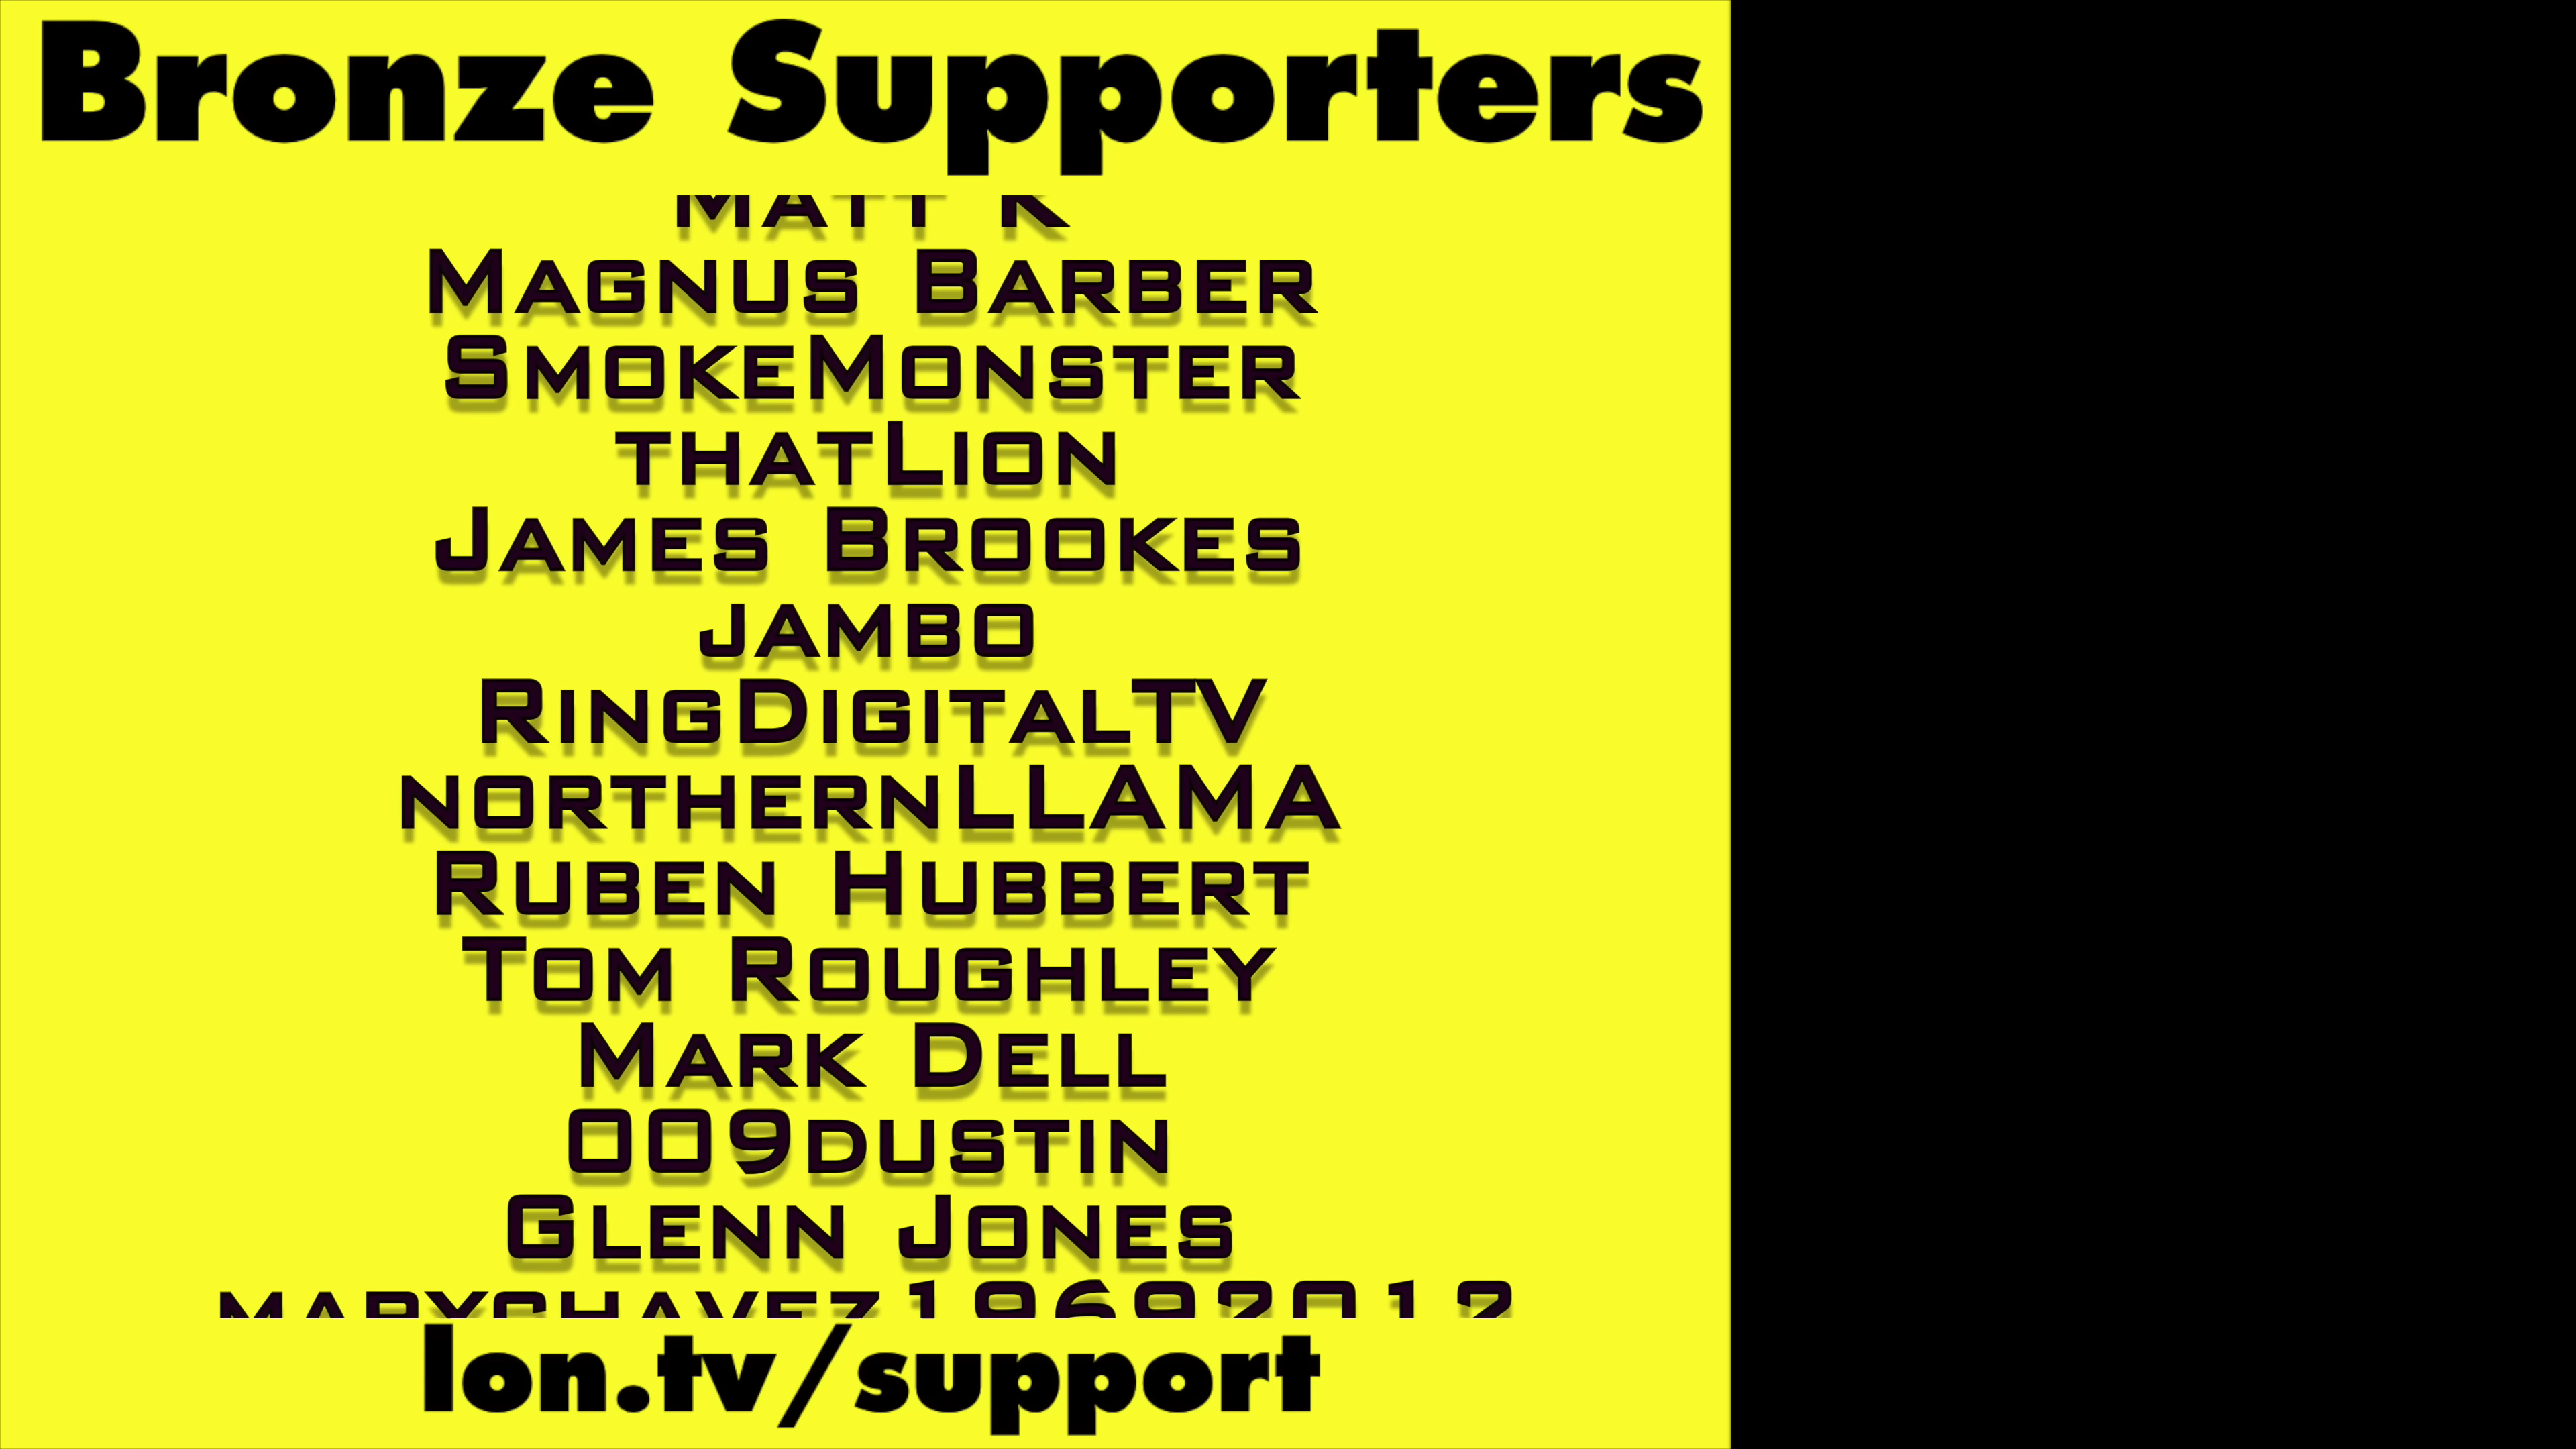 Bronze Supporters
Matt K
Magnus Barber
SmokeMonster
thatLion
James Brookes
jambo
RingDigitalTV
northernLLAMA
Ruben Hubbert
Tom Roughley
Mark Dell
009dustin
Glenn Jones
lon.tv/support